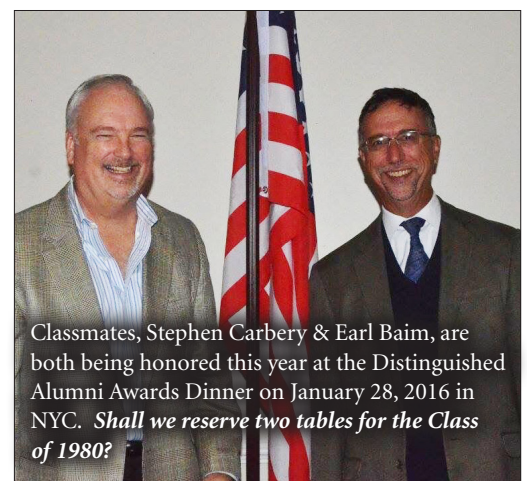 Classmates, Stephen Carbery & Earl Baim, are
both being honored this year at the Distinguished
Alumni Awards Dinner on January 28, 2016 in
NYC. Shall we reserve two tables for the Class
of 1980?